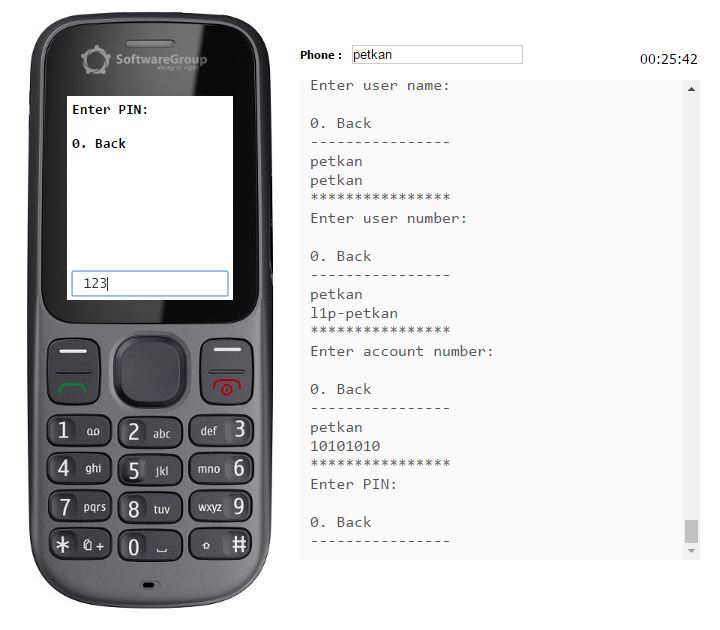 SoftwareGroup
doing it right
Enter PIN:
0. Back
123
1
2 abc
def 3
4 ghi
5 jkl
mno 6
7 pqrs
8 tuv
wxyz 9
* +
0
#
Phone :
petkan
00:25:42
Enter user name:
0. Back
----------------
petkan
petkan
****************
Enter user number:
0. Back
----------------
petkan
l1p-petkan
****************
Enter account number:
0. Back
----------------
petkan
10101010
****************
Enter PIN:
0. Back
----------------